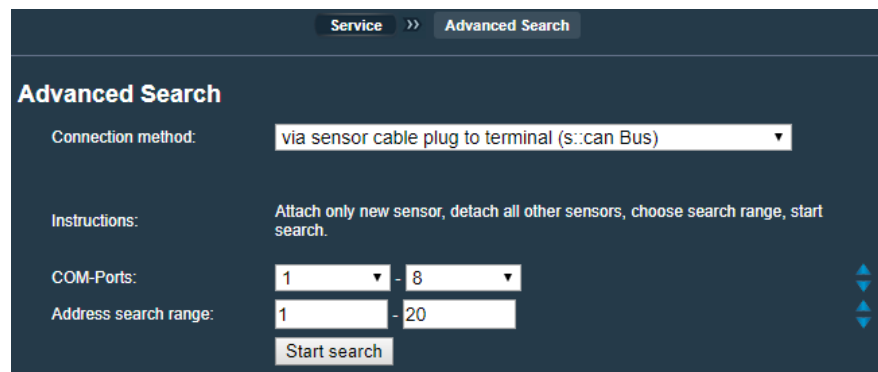 Service » Advanced Search
Advanced Search
Connection method: via sensor cable plug to terminal (s::can Bus)
Instructions: Attach only new sensor, detach all other sensors, choose search range, start
search.
COM-Ports: 1 - 8
Address search range: 1 - 20
Start search